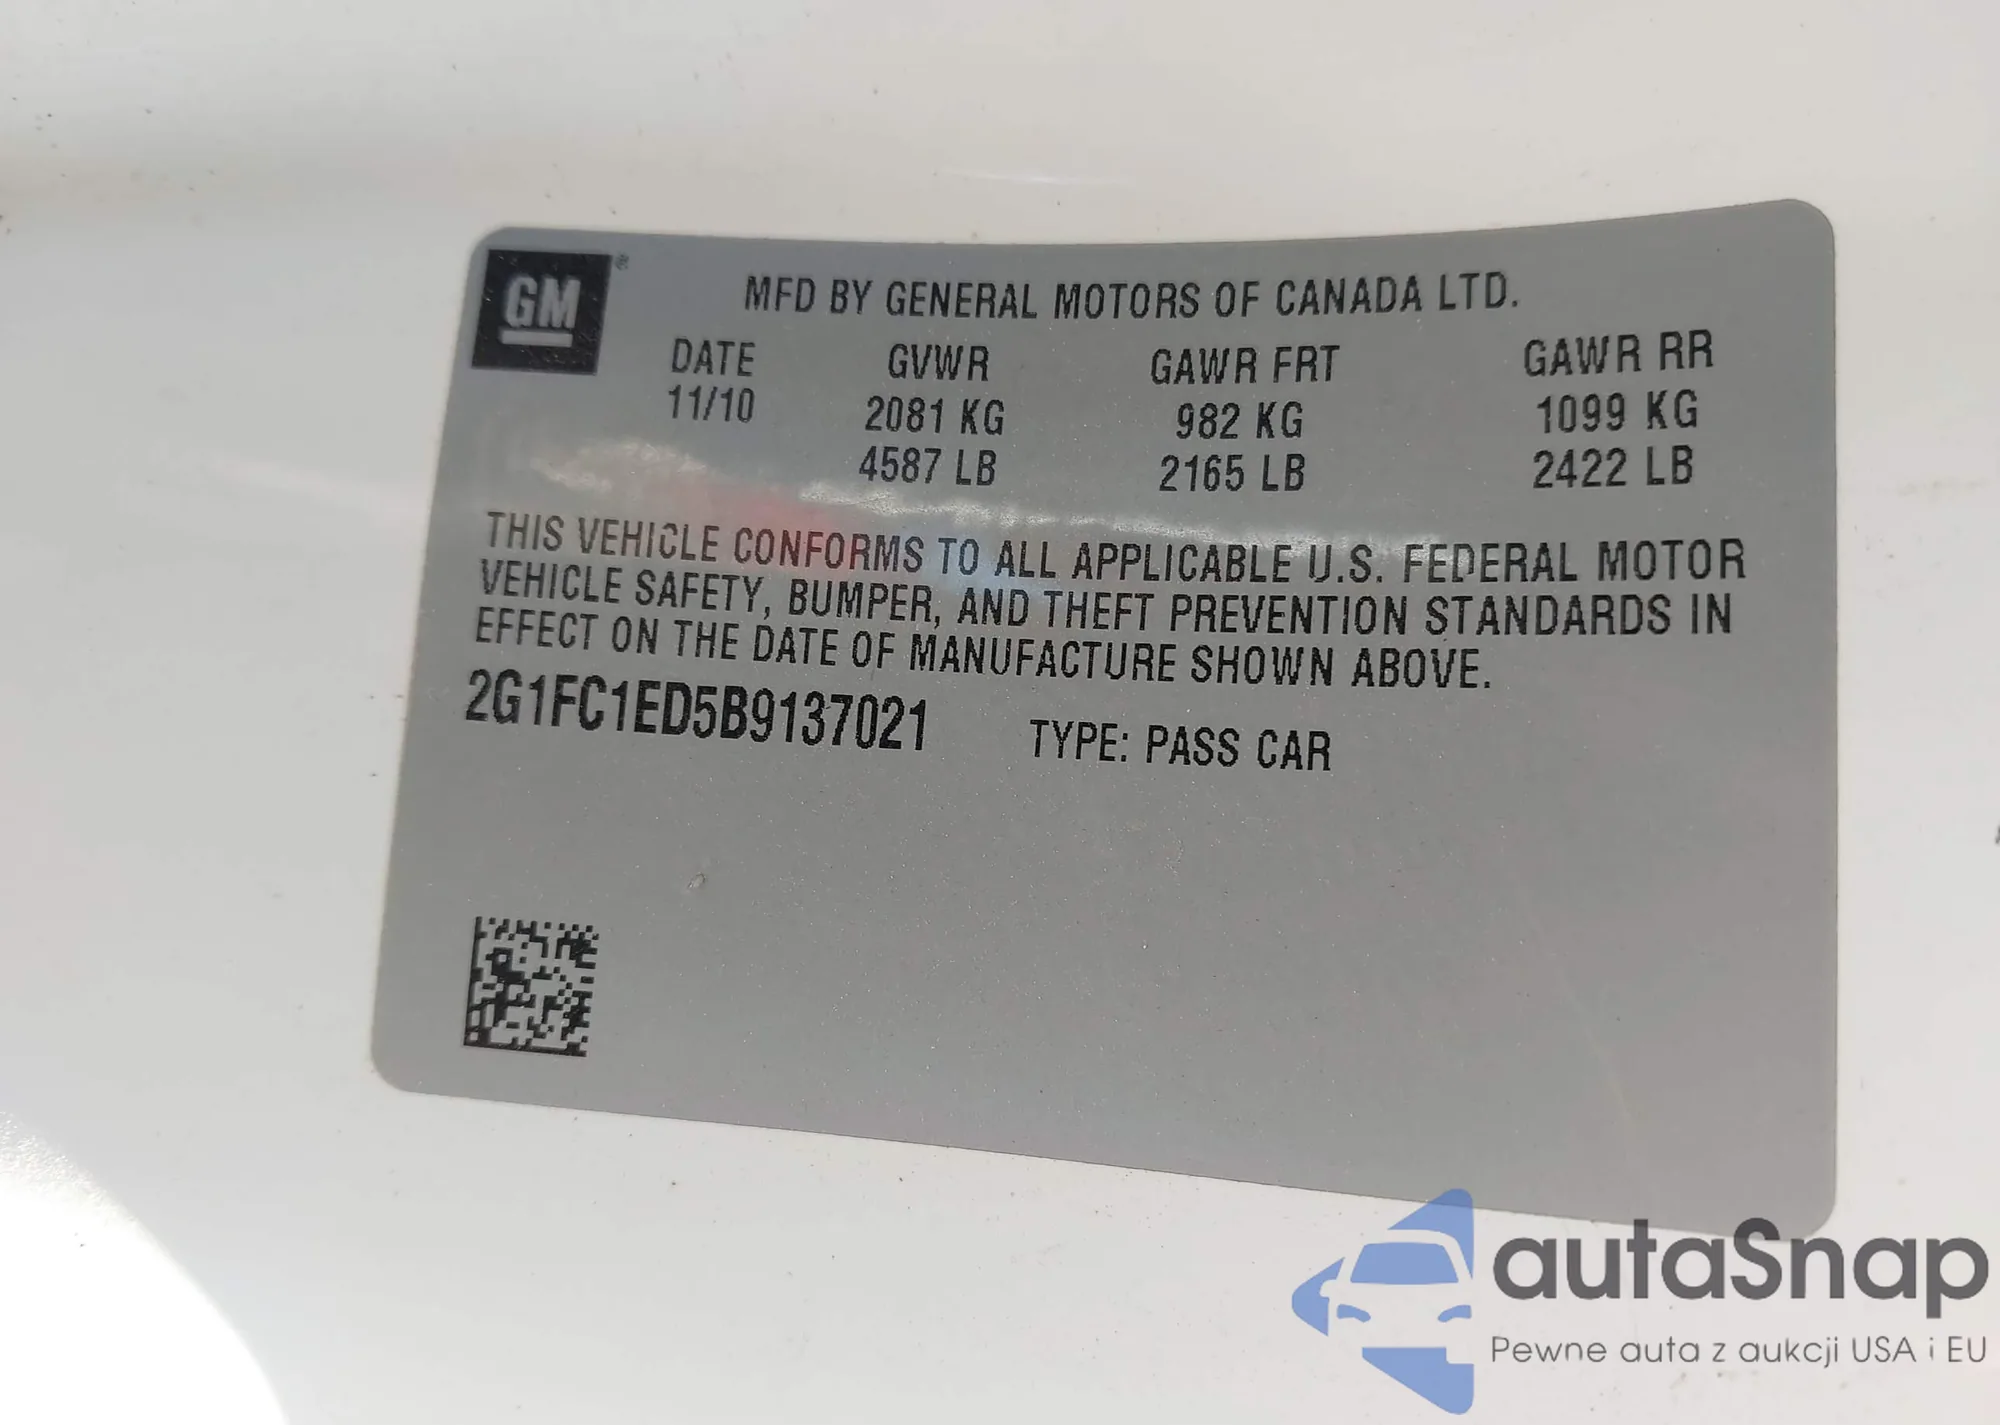 GM
MFD BY GENERAL MOTORS OF CANADA LTD.
DATE GVWR GAWR FRT GAWR RR
11/10 2081 KG 982 KG 1099 KG
4587 LB 2165 LB 2422 LB
THIS VEHICLE CONFORMS TO ALL APPLICABLE U.S. FEDERAL MOTOR
VEHICLE SAFETY, BUMPER, AND THEFT PREVENTION STANDARDS IN
EFFECT ON THE DATE OF MANUFACTURE SHOWN ABOVE.
2G1FC1ED5B9137021 TYPE: PASS CAR
autaSnap
Pewne auta z aukcji USA i EU